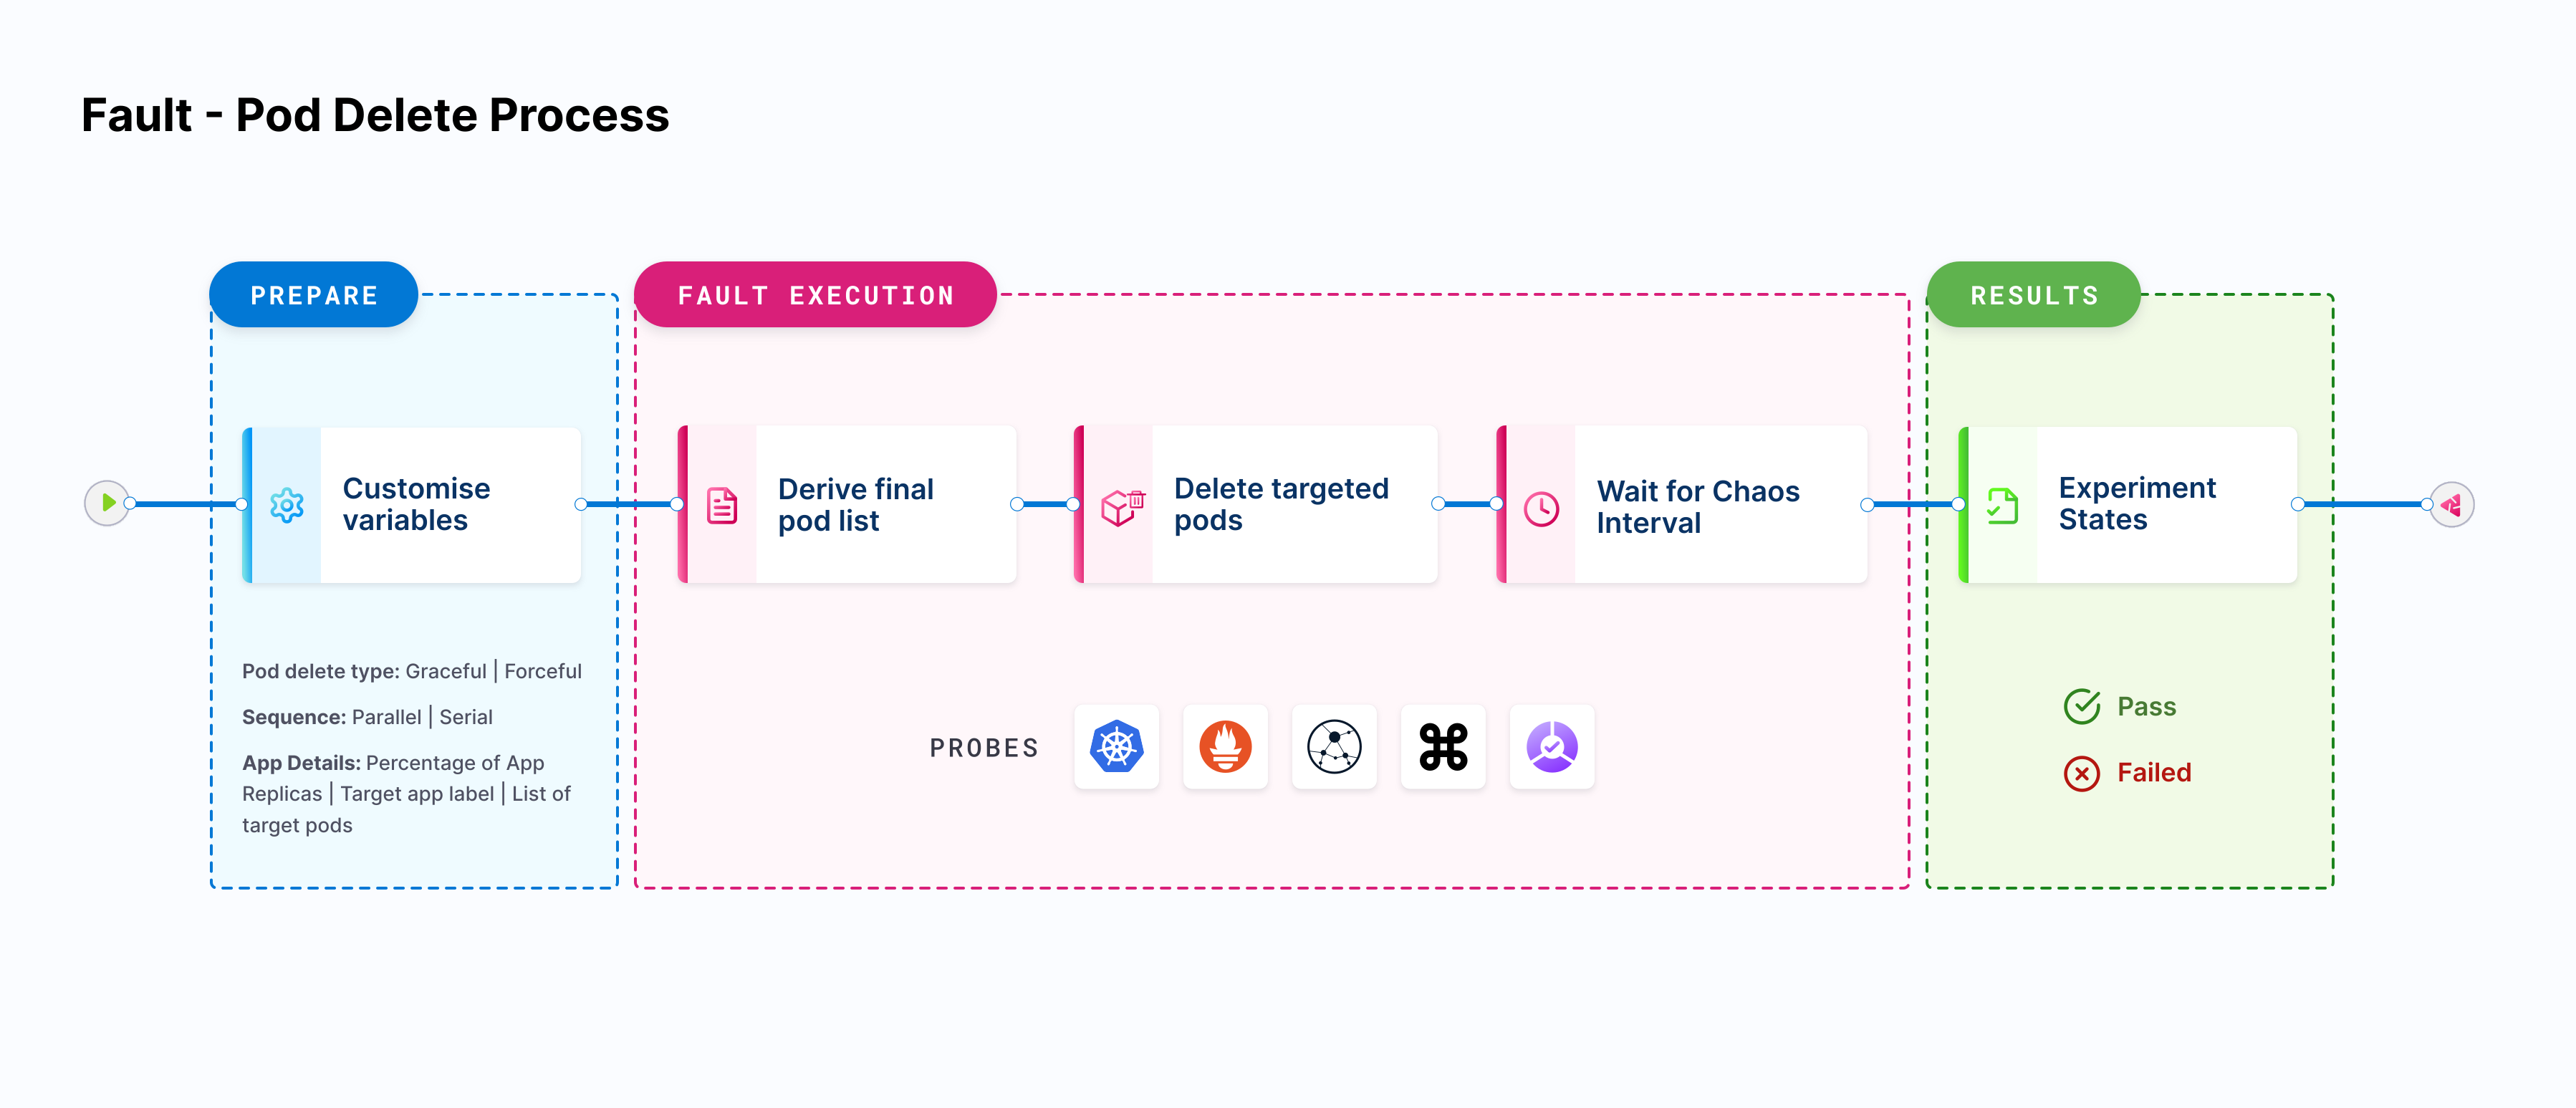 Fault - Pod Delete Process
PREPARE
FAULT EXECUTION
RESULTS
Customise
variables
Derive final
pod list
Delete targeted
pods
Wait for Chaos
Interval
Experiment
States
Pod delete type: Graceful | Forceful
Sequence: Parallel | Serial
App Details: Percentage of App
Replicas | Target app label | List of
target pods
PROBES
Pass
Failed